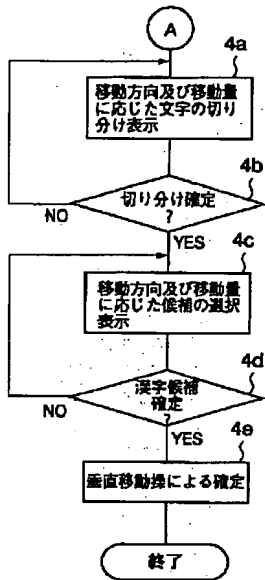 A
4a
移動方向及び移動量
に応じた文字の切り
分け表示
4b
切り分け確定
?
NO
YES
4c
移動方向及び移動量
に応じた候補の選択
表示
4d
漢字候補
確定
?
NO
YES
4e
垂直移動操による確定
終了